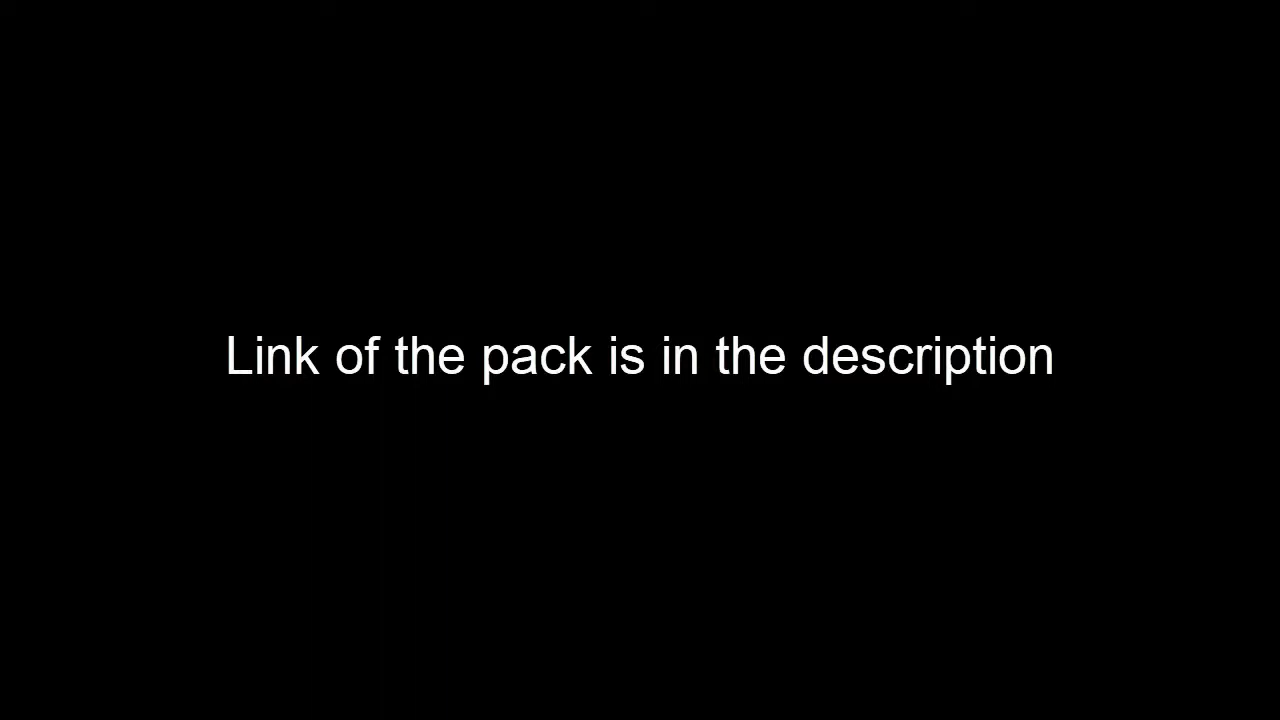 Link of the pack is in the description